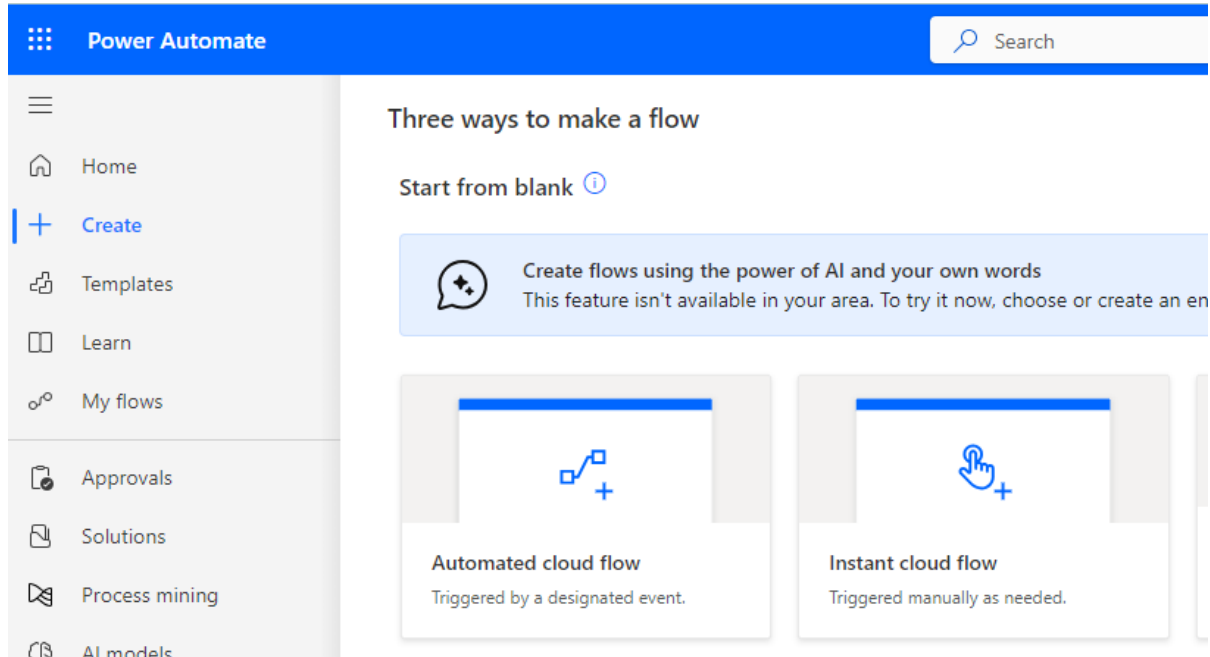 Power Automate
Search
Home
Create
Templates
Learn
My flows
Approvals
Solutions
Process mining
AI models
Three ways to make a flow
Start from blank
Create flows using the power of AI and your own words
This feature isn't available in your area. To try it now, choose or create an en
Automated cloud flow
Triggered by a designated event.
Instant cloud flow
Triggered manually as needed.